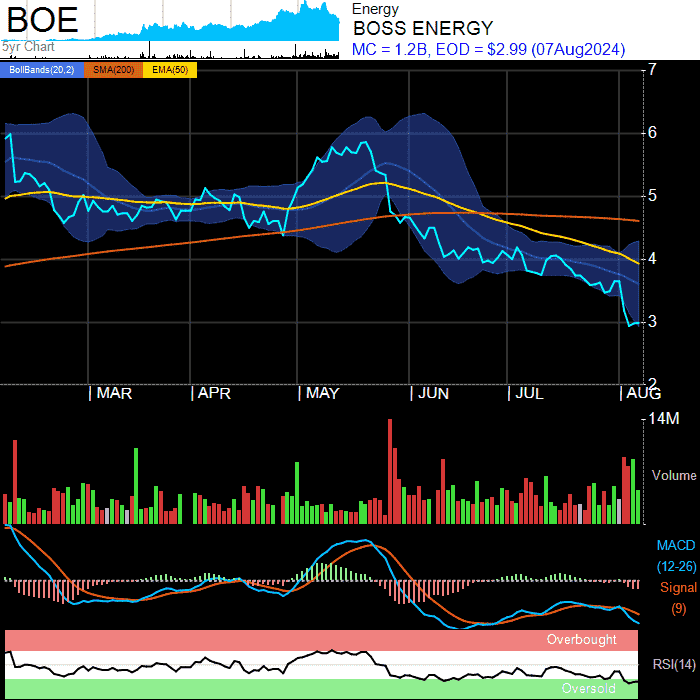 BOE
5yr Chart
Energy
BOSS ENERGY
MC = 1.2B, EOD = $2.99 (07Aug2024)
BollBands(20,2) SMA(200) EMA(50)
7
6
5
4
3
2
MAR APR MAY JUN JUL AUG
14M
Volume
MACD
(12-26)
Signal
(9)
Overbought
RSI(14)
Oversold